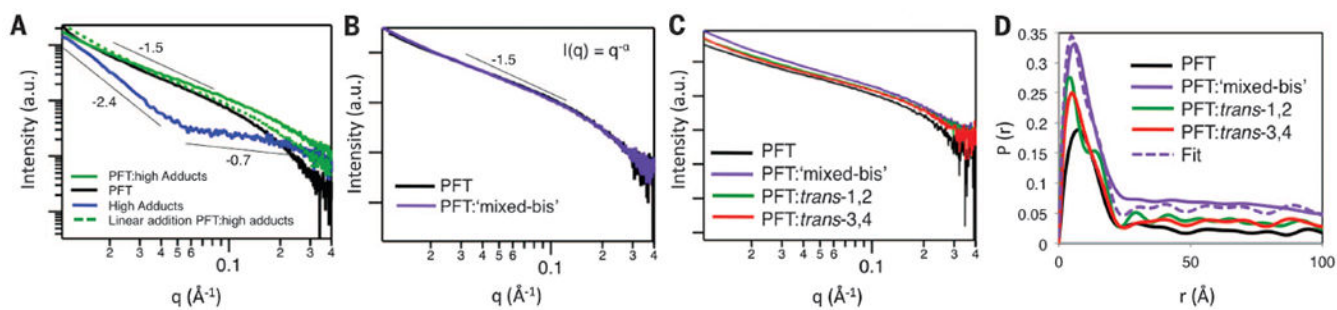 A
Intensity (a.u.)
-1.5
-2.4
-0.7
PFT:high Adducts
PFT
High Adducts
Linear addition PFT:high adducts
2 3 4 5 6 0.1 2 3 4
q (Å⁻¹)
B
Intensity (a.u.)
-1.5
I(q) = q⁻ᵅ
PFT
PFT:'mixed-bis'
2 3 4 5 6 0.1 2 3 4
q (Å⁻¹)
C
Intensity (a.u.)
PFT
PFT:'mixed-bis'
PFT:trans-1,2
PFT:trans-3,4
2 3 4 5 6 0.1 2 3 4
q (Å⁻¹)
D
P (r)
0.35
0.3
0.25
0.2
0.15
0.1
0.05
0
PFT
PFT:'mixed-bis'
PFT:trans-1,2
PFT:trans-3,4
Fit
0 50 100
r (Å)